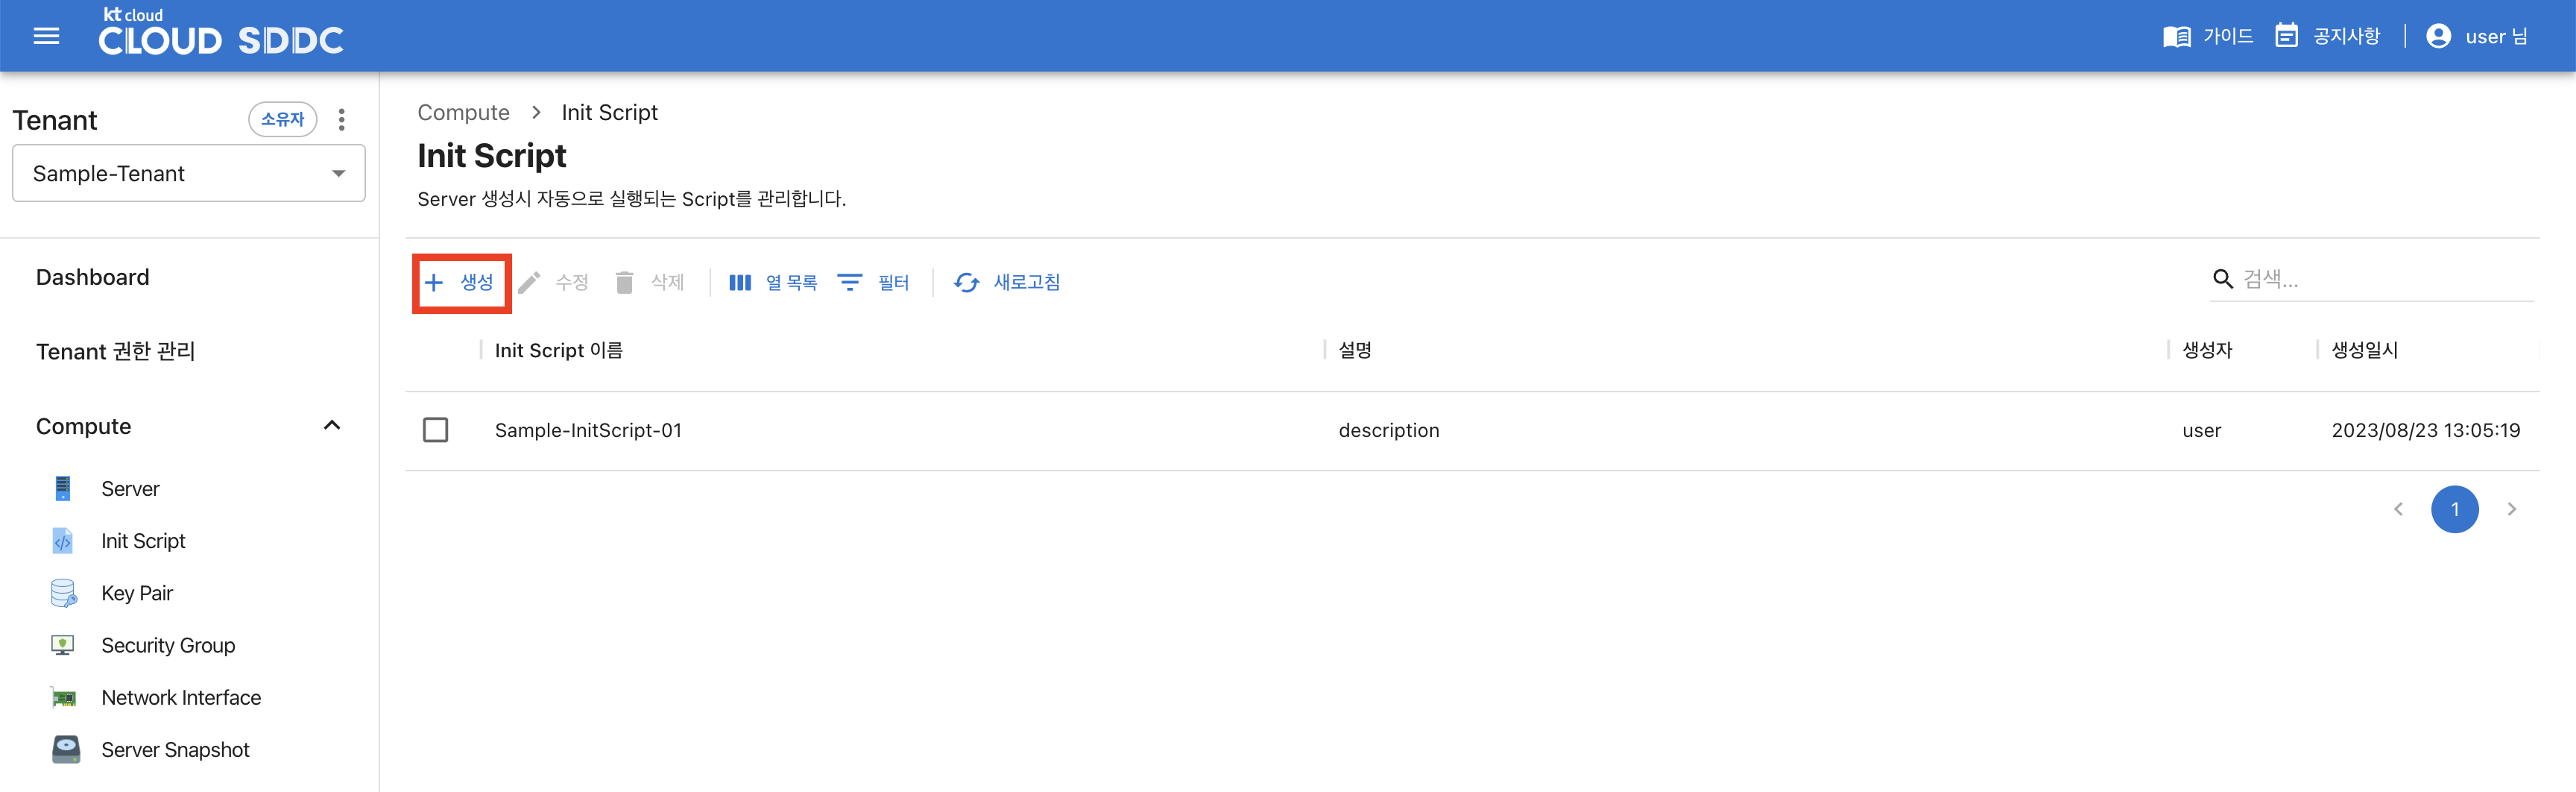 kt cloud
CLOUD SDDC
가이드
공지사항
user 님
Tenant
소유자
Sample-Tenant
Dashboard
Tenant 권한 관리
Compute
Server
Init Script
Key Pair
Security Group
Network Interface
Server Snapshot
Compute > Init Script
Init Script
Server 생성시 자동으로 실행되는 Script를 관리합니다.
+ 생성 수정 삭제 열 목록 필터 새로고침
검색...
Init Script 이름 설명 생성자 생성일시
Sample-InitScript-01 description user 2023/08/23 13:05:19
< 1 >